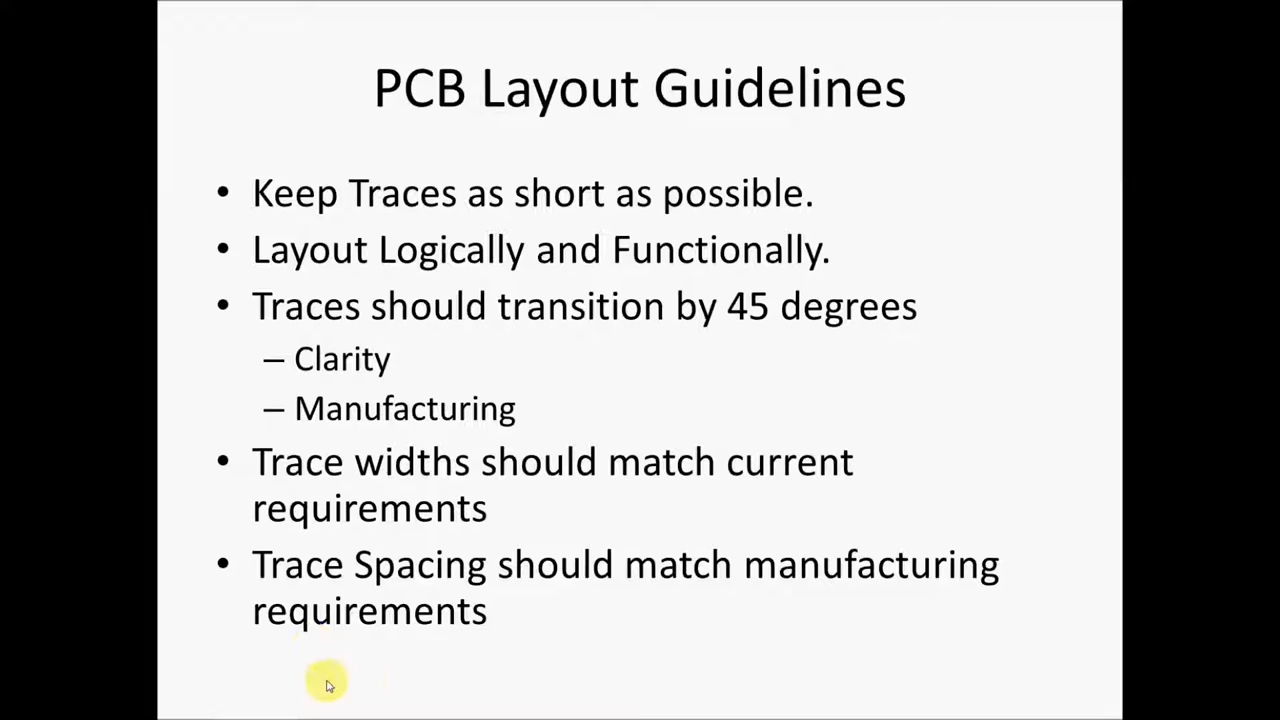 PCB Layout Guidelines
• Keep Traces as short as possible.
• Layout Logically and Functionally.
• Traces should transition by 45 degrees
– Clarity
– Manufacturing
• Trace widths should match current
requirements
• Trace Spacing should match manufacturing
requirements